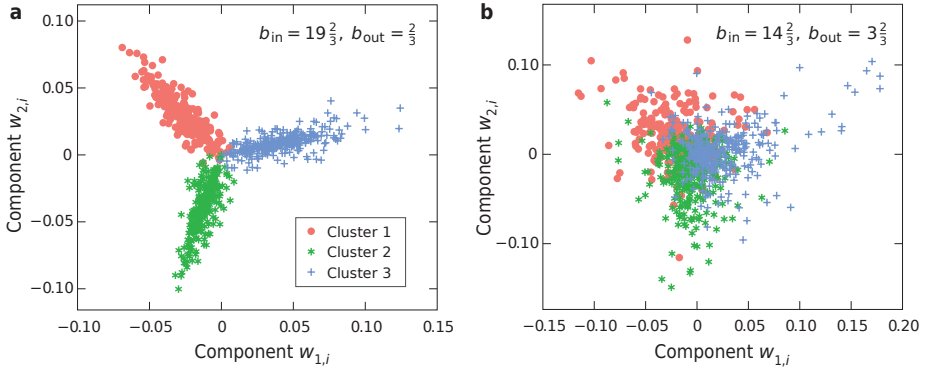 a
b_in = 19 2/3, b_out = 2/3
0.10
0.05
0
−0.05
−0.10
Component w_2,i
−0.10
−0.05
0
0.05
0.10
0.15
Component w_1,i
Cluster 1
Cluster 2
Cluster 3
b
b_in = 14 2/3, b_out = 3 2/3
0.10
0
−0.10
Component w_2,i
−0.15
−0.10
−0.05
0
0.05
0.10
0.15
0.20
Component w_1,i